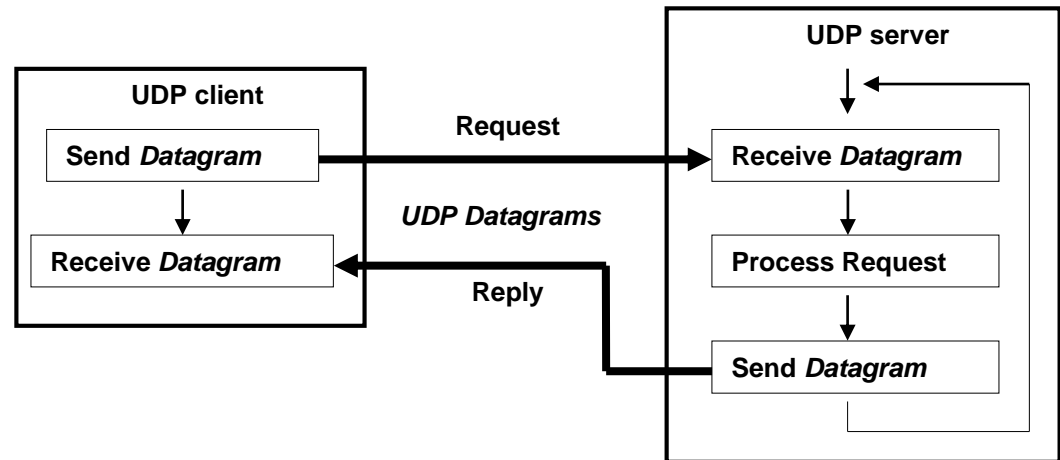 UDP server
UDP client
Request
Send Datagram
Receive Datagram
UDP Datagrams
Receive Datagram
Process Request
Reply
Send Datagram